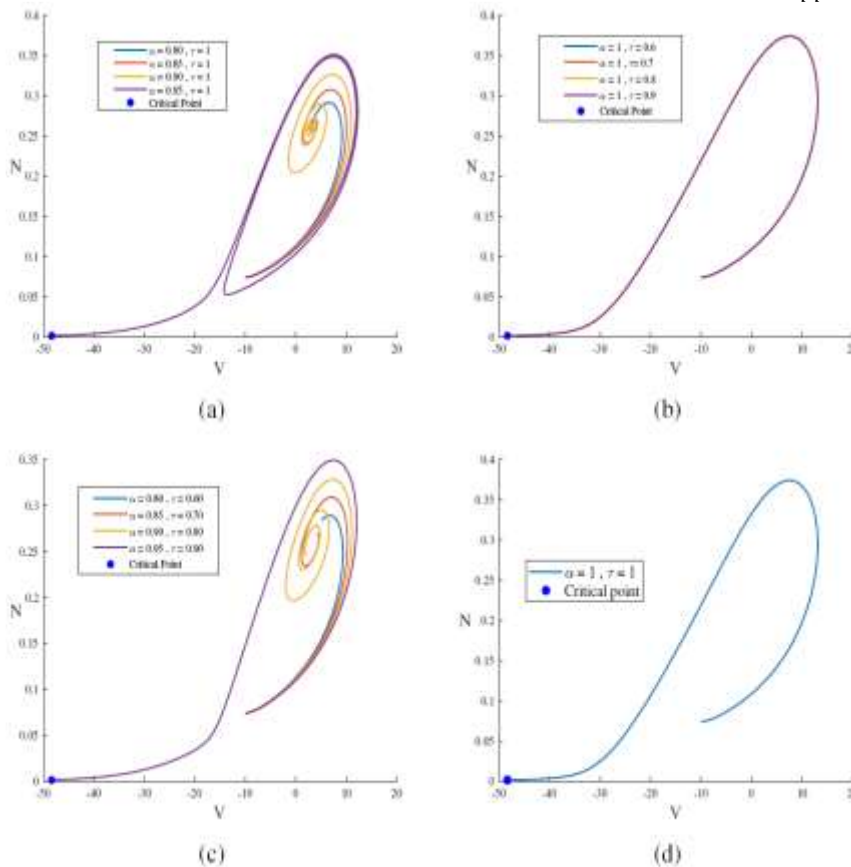 0.4
0.35
0.3
0.25
N
0.2
0.15
0.1
0.05
0
-50 -40 -30 -20 -10 0 10 20
V
α = 0.80 , τ = 1
α = 0.85 , τ = 1
α = 0.90 , τ = 1
α = 0.95 , τ = 1
Critical Point
(a)
0.4
0.35
0.3
0.25
N
0.2
0.15
0.1
0.05
0
-50 -40 -30 -20 -10 0 10
V
α = 1 , τ = 0.6
α = 1 , τ = 0.7
α = 1 , τ = 0.8
α = 1 , τ = 0.9
Critical Point
(b)
0.35
0.3
0.25
N
0.2
0.15
0.1
0.05
0
-50 -40 -30 -20 -10 0 10 20
V
α = 0.80 , τ = 0.60
α = 0.85 , τ = 0.70
α = 0.90 , τ = 0.80
α = 0.95 , τ = 0.90
Critical Point
(c)
0.4
0.35
0.3
0.25
N
0.2
0.15
0.1
0.05
0
-50 -40 -30 -20 -10 0 10
V
α = 1 , τ = 1
Critical point
(d)